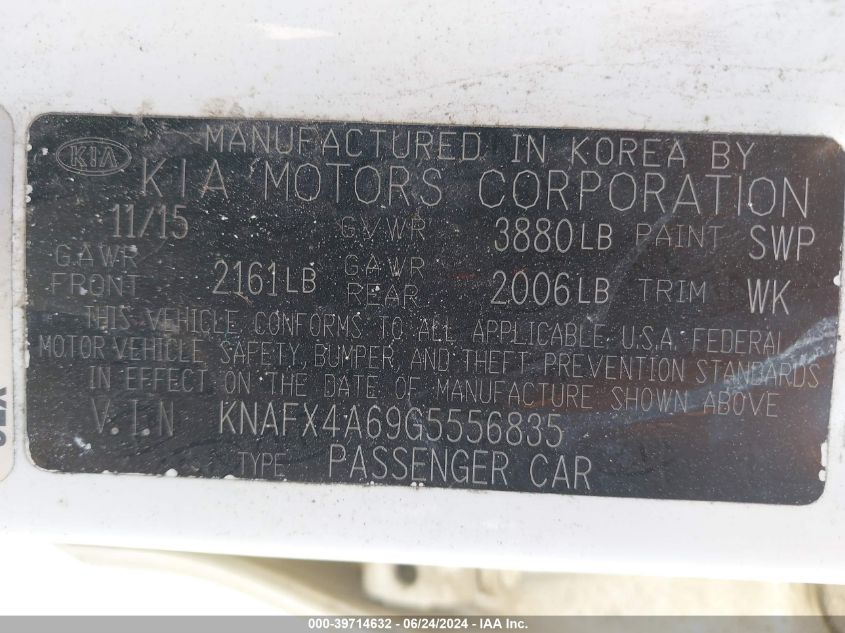 MANUFACTURED IN KOREA BY
KIA KIA MOTORS CORPORATION
11/15 GVWR 3880LB PAINT SWP
GAWR FRONT 2161LB GAWR REAR 2006LB TRIM WK
THIS VEHICLE CONFORMS TO ALL APPLICABLE U.S.A. FEDERAL
MOTOR VEHICLE SAFETY, BUMPER, AND THEFT PREVENTION STANDARDS
IN EFFECT ON THE DATE OF MANUFACTURE SHOWN ABOVE
V.I.N KNAFX4A69G5556835
TYPE PASSENGER CAR
000-39714632 - 06/24/2024 - IAA Inc.